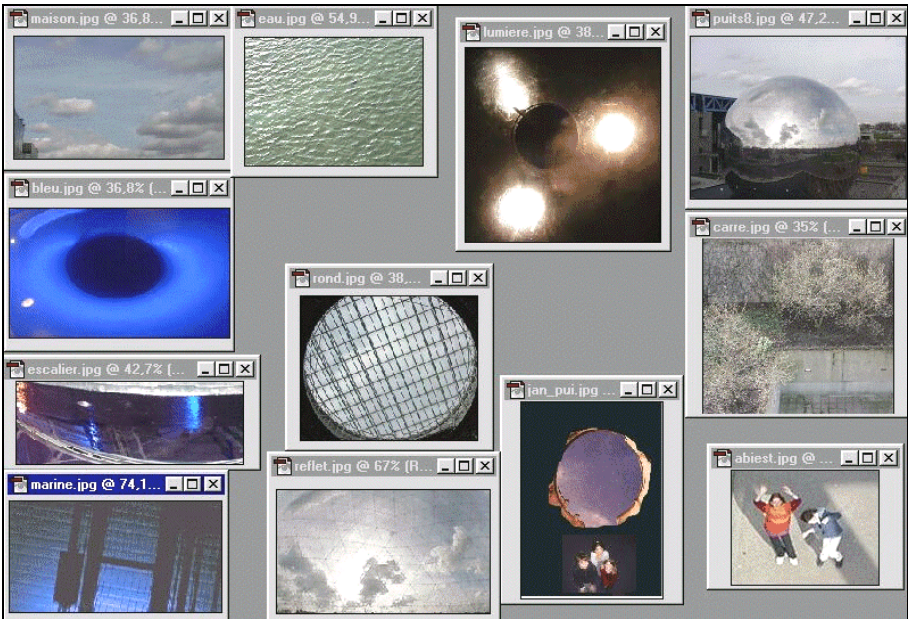 maison.jpg @ 36,8...
eau.jpg @ 54,9...
lumiere.jpg @ 38...
puits8.jpg @ 47,2...
bleu.jpg @ 36,8% (...
carre.jpg @ 35% (...
rond.jpg @ 38,...
escalier.jpg @ 42,7% (...
jan_pui.jpg ...
reflet.jpg @ 67% (R...
abiest.jpg @ ...
marine.jpg @ 74,1...